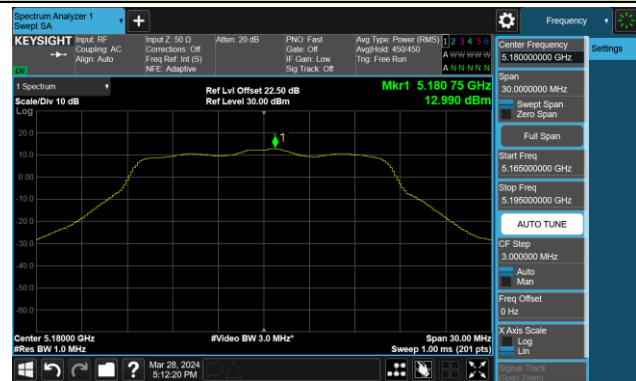 Spectrum Analyzer 1
Swept SA
Frequency
KEYSIGHT
Input: RF
Coupling: AC
Align: Auto
Input Z: 50 Ω
Corrections: Off
Freq Ref: Int (S)
NFE: Adaptive
Atten: 20 dB
PNO: Fast
Gate: Off
IF Gain: Low
Sig Track: Off
Avg Type: Power (RMS)
Avg|Hold: 450/450
Trig: Free Run
1 2 3 4 5 6
A W W W W W
A N N N N N
1 Spectrum
Scale/Div 10 dB
Log
Ref Lvl Offset 22.50 dB
Ref Level 30.00 dBm
Mkr1 5.180 75 GHz
12.990 dBm
1
20.0
10.0
0.00
-10.0
-20.0
-30.0
-40.0
-50.0
-60.0
Center 5.18000 GHz
#Res BW 1.0 MHz
#Video BW 3.0 MHz*
Span 30.00 MHz
Sweep 1.00 ms (201 pts)
Mar 28, 2024
5:12:20 PM
Center Frequency
5.180000000 GHz
Settings
Span
30.0000000 MHz
Swept Span
Zero Span
Full Span
Start Freq
5.165000000 GHz
Stop Freq
5.195000000 GHz
AUTO TUNE
CF Step
3.000000 MHz
Auto
Man
Freq Offset
0 Hz
X Axis Scale
Log
Lin
Signal Track
(Span Zoom)